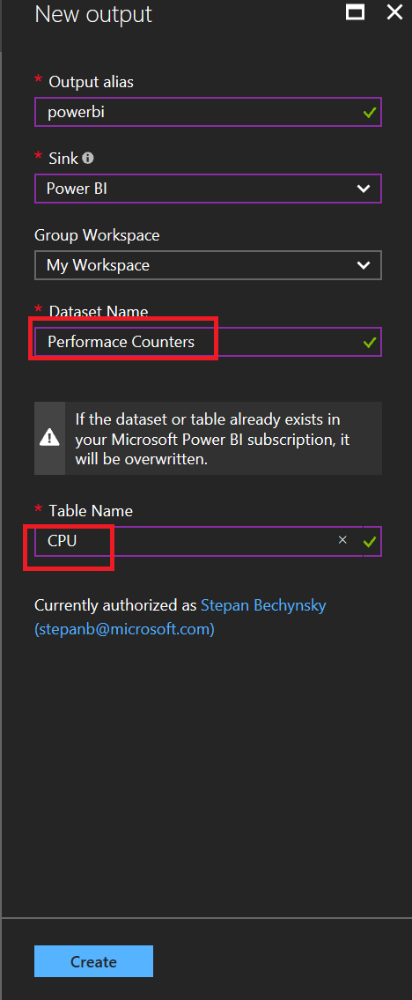 New output
* Output alias
powerbi
* Sink
Power BI
Group Workspace
My Workspace
* Dataset Name
Performace Counters
If the dataset or table already exists in
your Microsoft Power BI subscription, it
will be overwritten.
* Table Name
CPU
Currently authorized as Stepan Bechynsky
(stepanb@microsoft.com)
Create